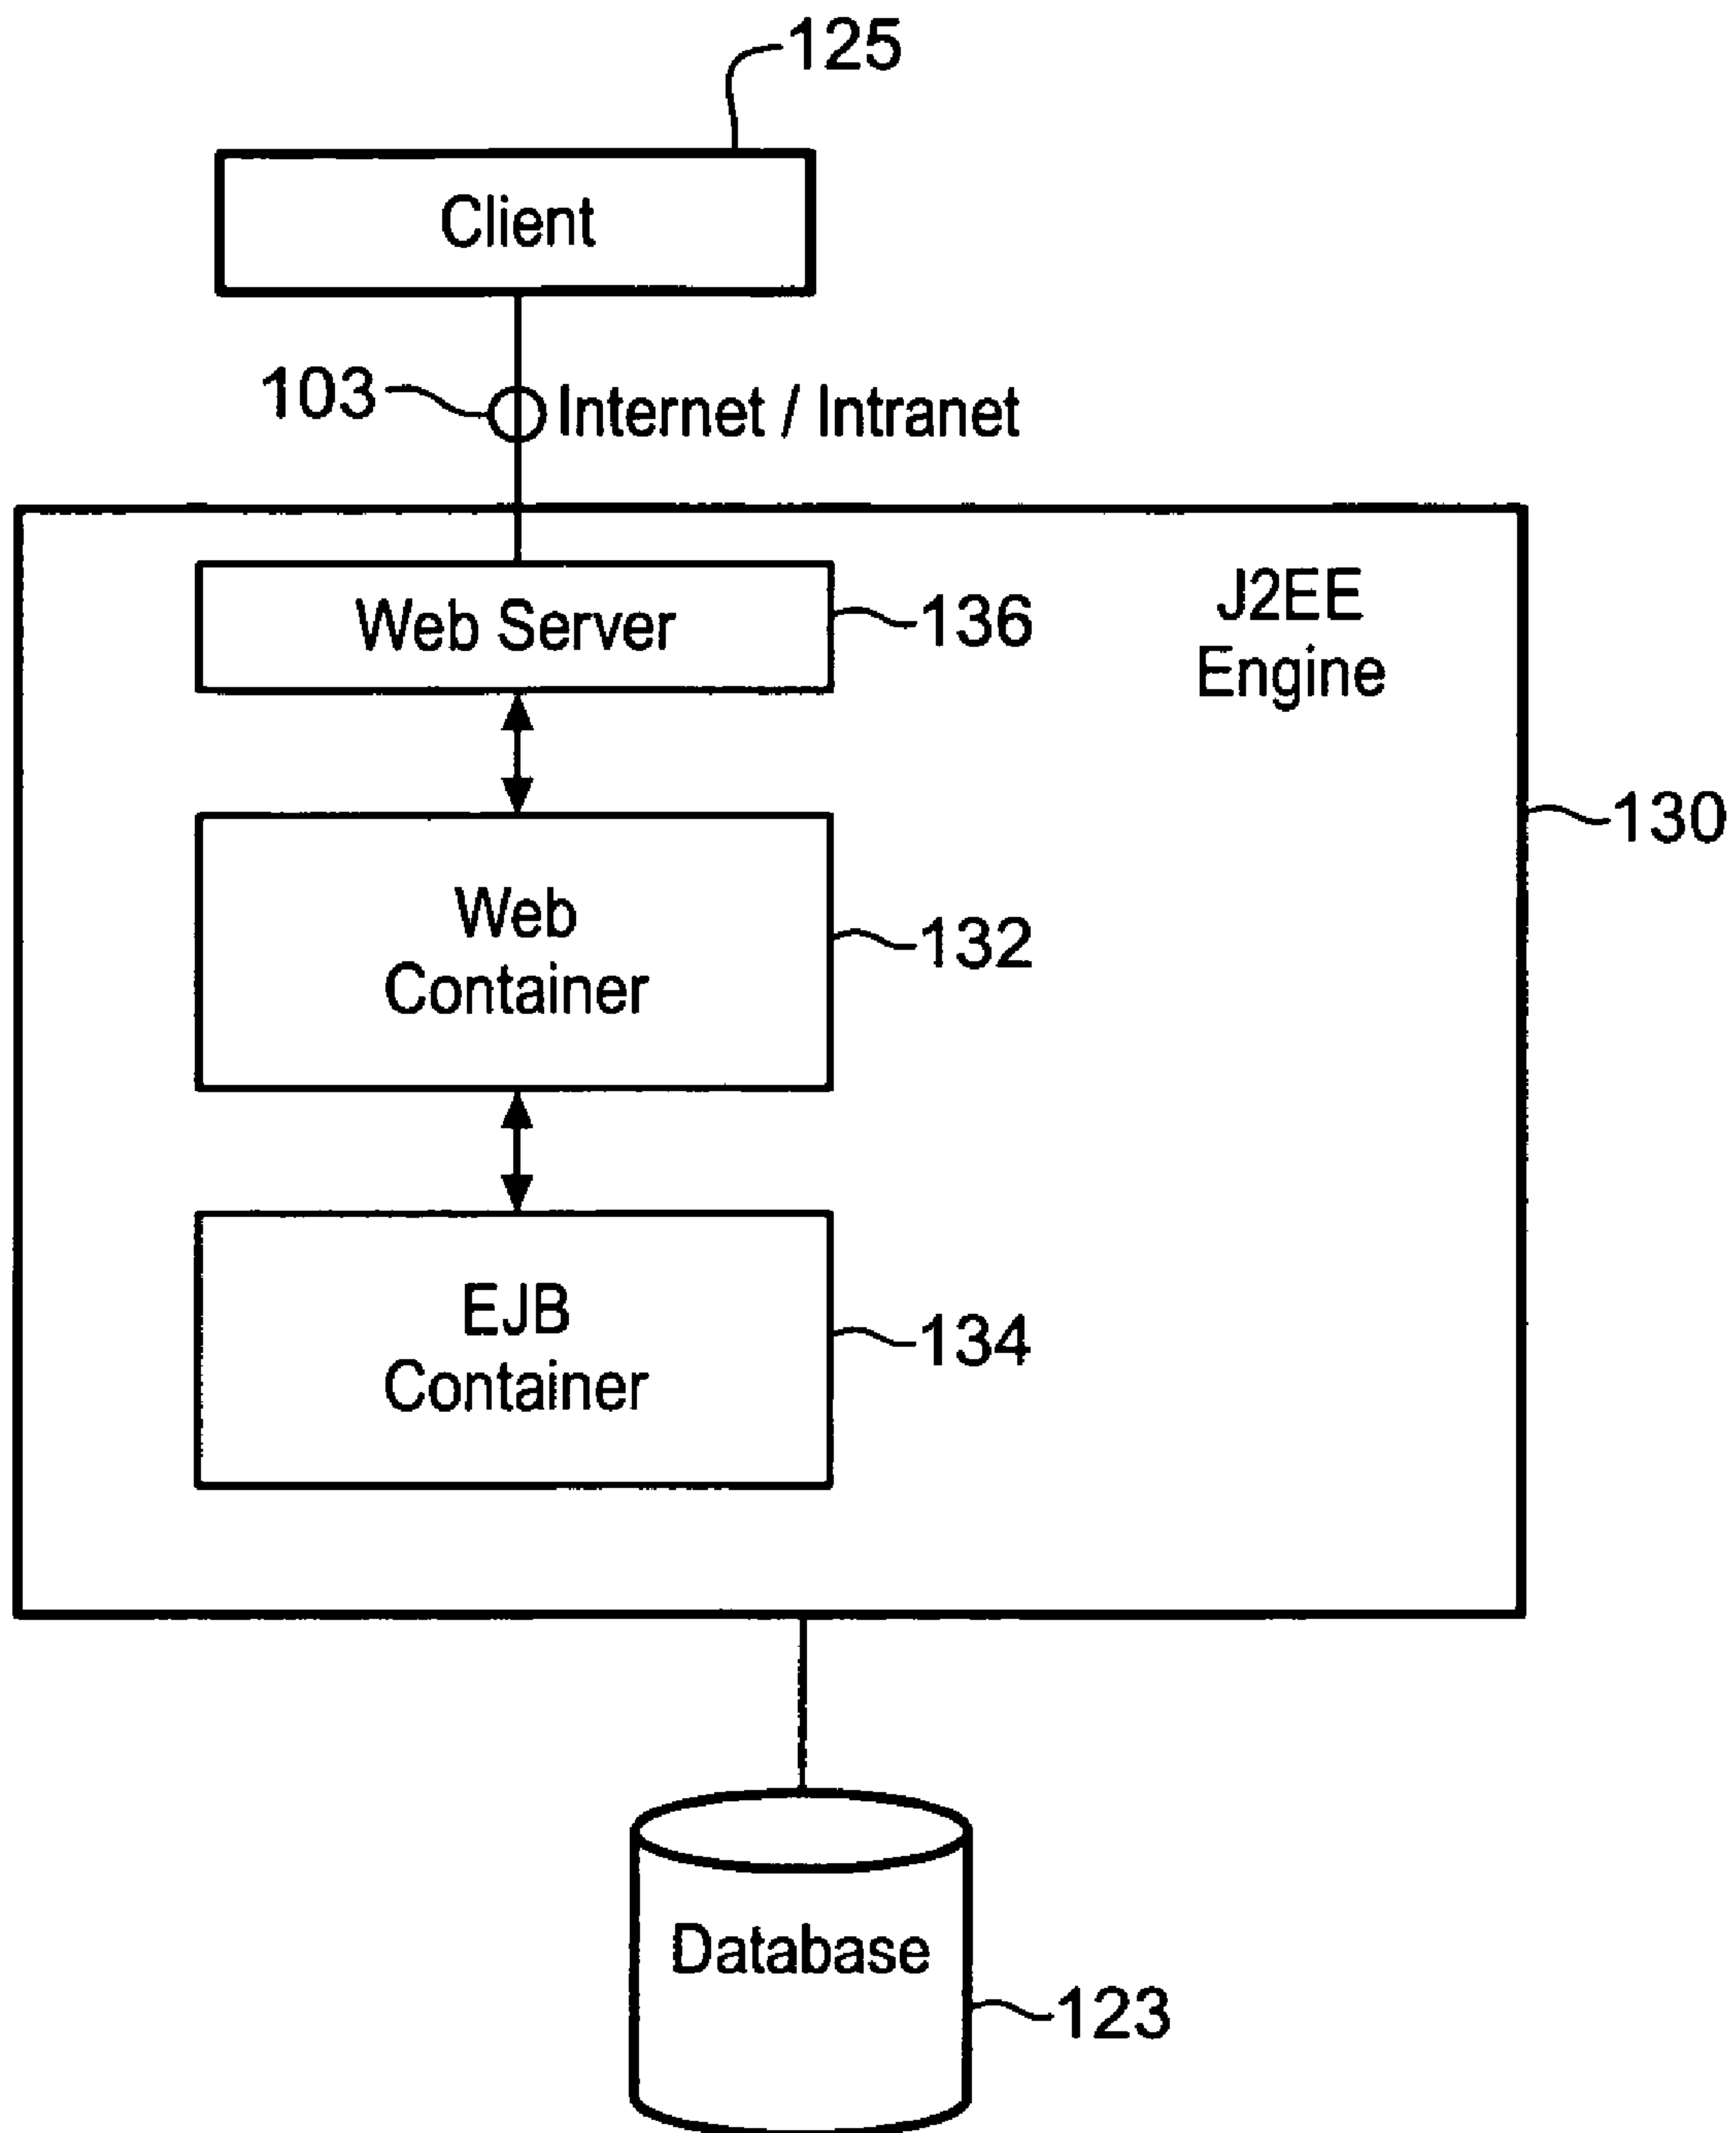 125
Client
103 Internet / Intranet
Web Server 136
J2EE
Engine
130
Web
Container
132
EJB
Container
134
Database
123